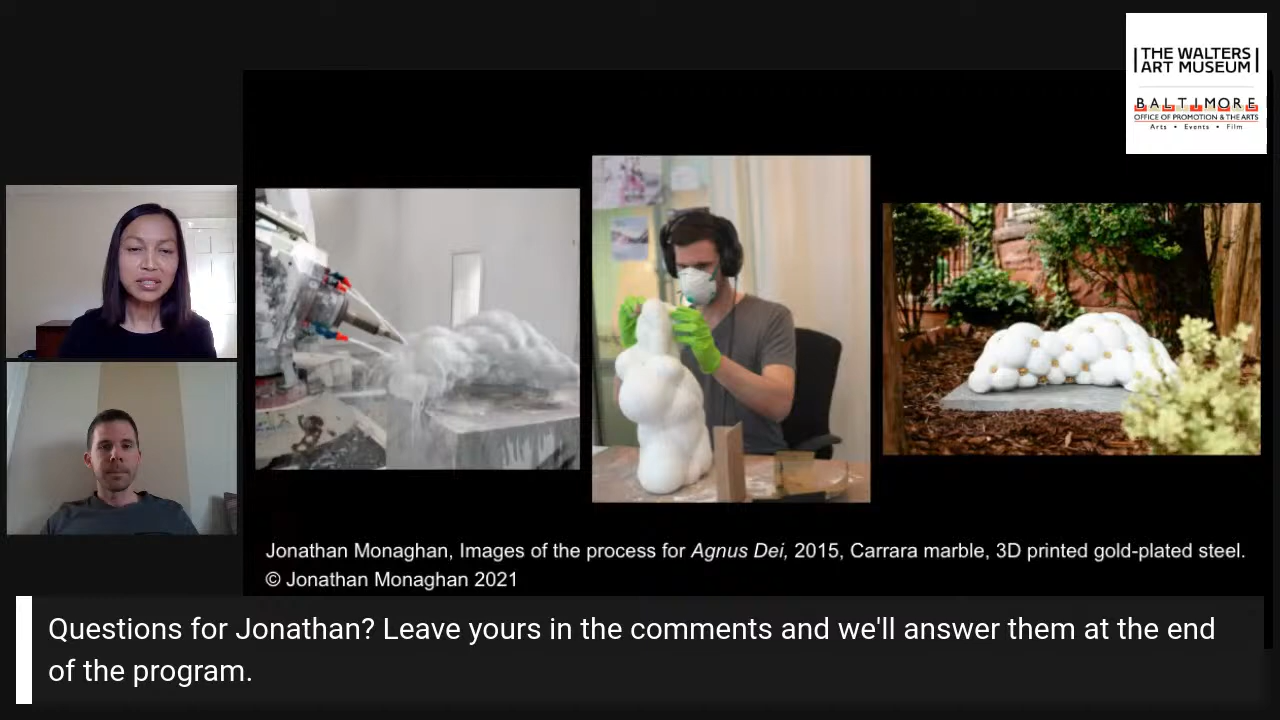 THE WALTERS
ART MUSEUM
BALTIMORE
OFFICE OF PROMOTION & THE ARTS
Arts • Events • Film
Jonathan Monaghan, Images of the process for Agnus Dei, 2015, Carrara marble, 3D printed gold-plated steel.
© Jonathan Monaghan 2021
Questions for Jonathan? Leave yours in the comments and we'll answer them at the end
of the program.